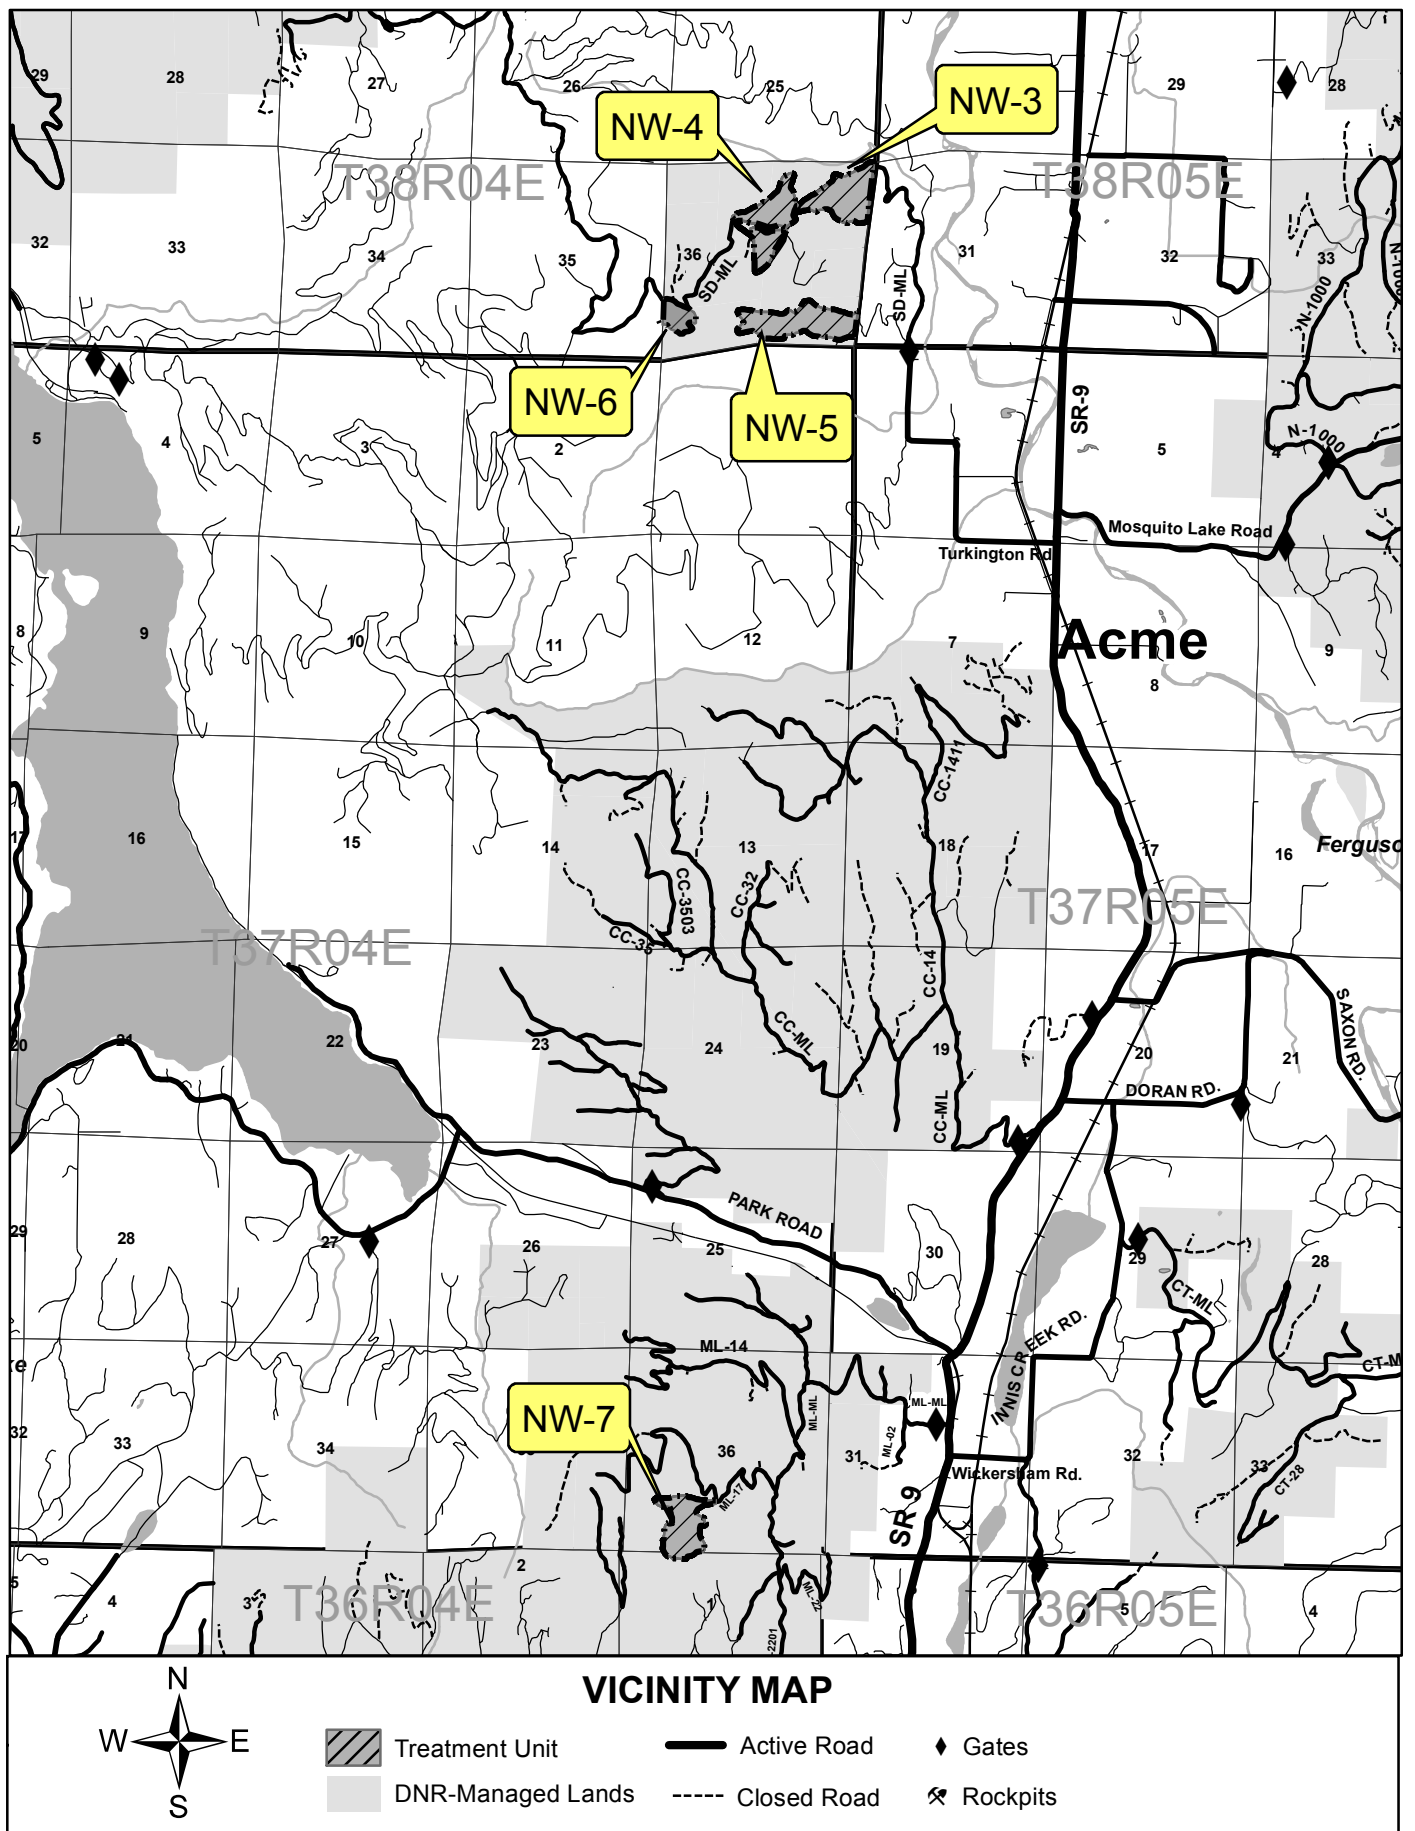 29
28
27
26
25
NW-3
29
28
NW-4
T38R04E
T38R05E
32
33
34
35
36
31
32
33
SD-ML
SD-ML
N-1000
NW-6
NW-5
SR-9
N-1000
5
4
3
2
5
4
Mosquito Lake Road
Turkington Rd
Acme
8
9
10
11
12
7
8
9
CC-1411
17
16
15
14
13
18
17
16
Ferguso
CC-3503
CC-32
CC-35
T37R04E
T37R05E
CC-14
CC-ML
20
21
22
23
24
19
20
21
SAXON RD.
DORAN RD.
CC-ML
PARK ROAD
29
28
27
26
25
30
29
28
CT-ML
INNIS CREEK RD.
ML-14
CT-M
ke
NW-7
ML-ML
ML-ML
ML-02
32
33
34
36
31
32
33
Wickersham Rd.
CT-28
ML-17
SR 9
5
4
3
2
1
5
4
T36R04E
T36R05E
ML-22
2201
VICINITY MAP
N
W
E
S
Treatment Unit
Active Road
Gates
DNR-Managed Lands
Closed Road
Rockpits